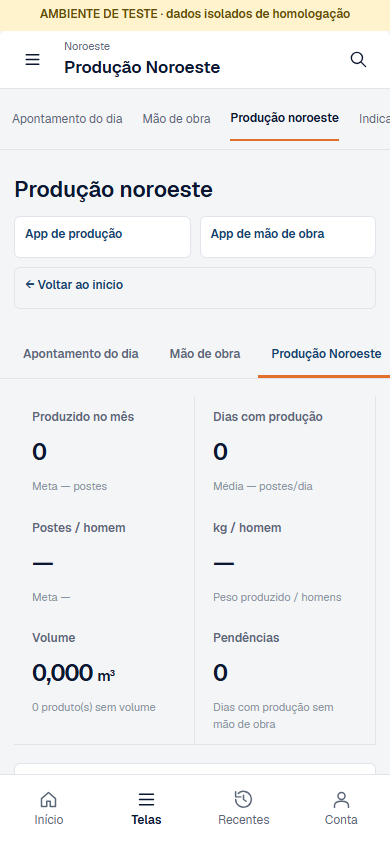 AMBIENTE DE TESTE · dados isolados de homologação
Noroeste
Produção Noroeste
Apontamento do dia Mão de obra Produção noroeste Indica
Produção noroeste
App de produção App de mão de obra
← Voltar ao início
Apontamento do dia Mão de obra Produção Noroeste
Produzido no mês Dias com produção
0 0
Meta — postes Média — postes/dia
Postes / homem kg / homem
— —
Meta — Peso produzido / homens
Volume Pendências
0,000 m³ 0
0 produto(s) sem volume Dias com produção sem
mão de obra
Início Telas Recentes Conta